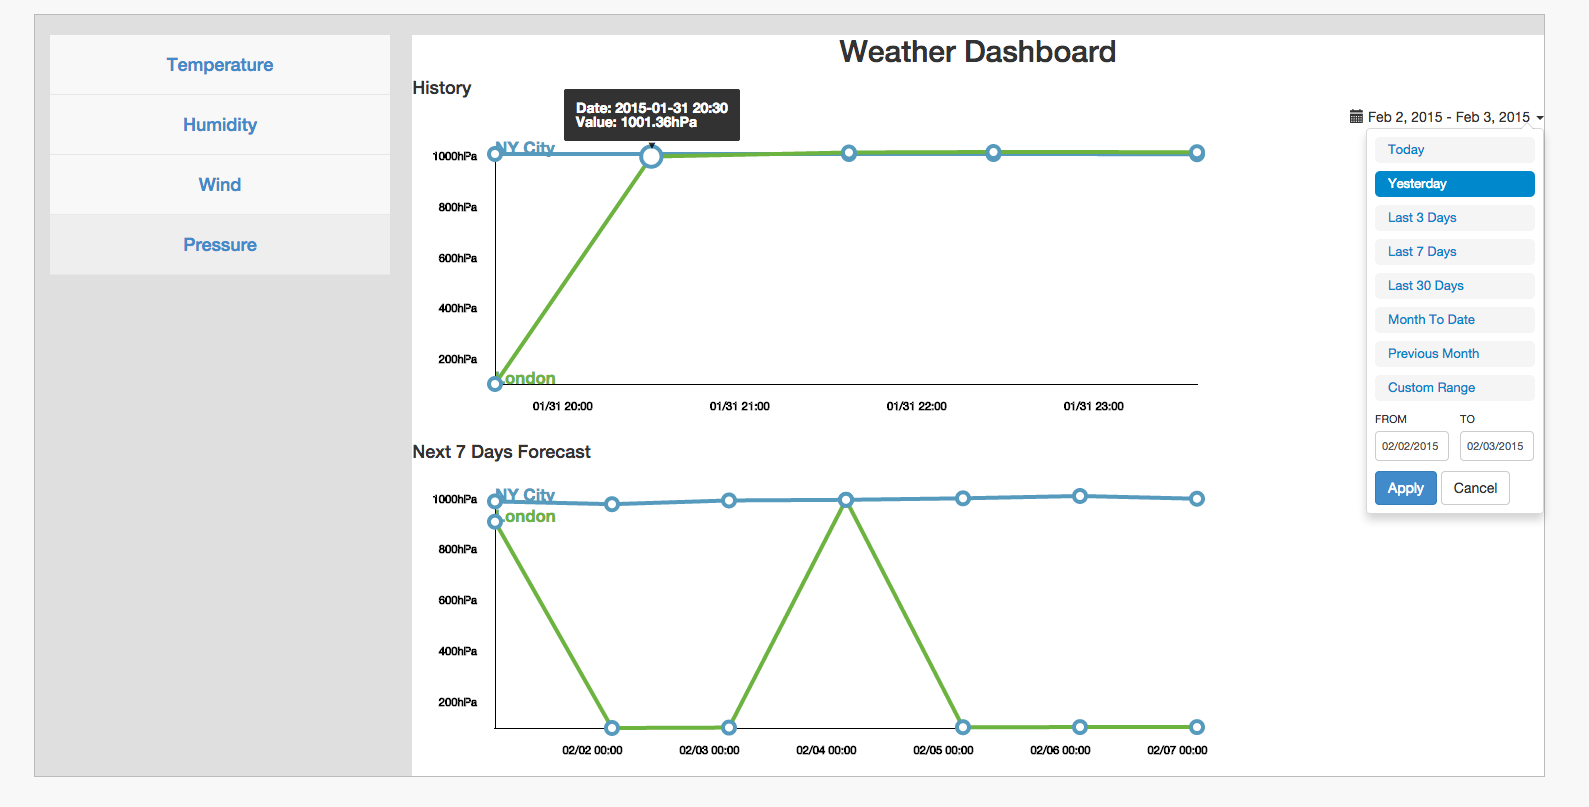 Weather Dashboard
Temperature
Humidity
Wind
Pressure
History
Date: 2015-01-31 20:30
Value: 1001.36hPa
Feb 2, 2015 - Feb 3, 2015
NY City
1000hPa
800hPa
600hPa
400hPa
200hPa
London
01/31 20:00 01/31 21:00 01/31 22:00 01/31 23:00
Today
Yesterday
Last 3 Days
Last 7 Days
Last 30 Days
Month To Date
Previous Month
Custom Range
FROM TO
02/02/2015 02/03/2015
Apply Cancel
Next 7 Days Forecast
NY City
1000hPa
London
800hPa
600hPa
400hPa
200hPa
02/02 00:00 02/03 00:00 02/04 00:00 02/05 00:00 02/06 00:00 02/07 00:00